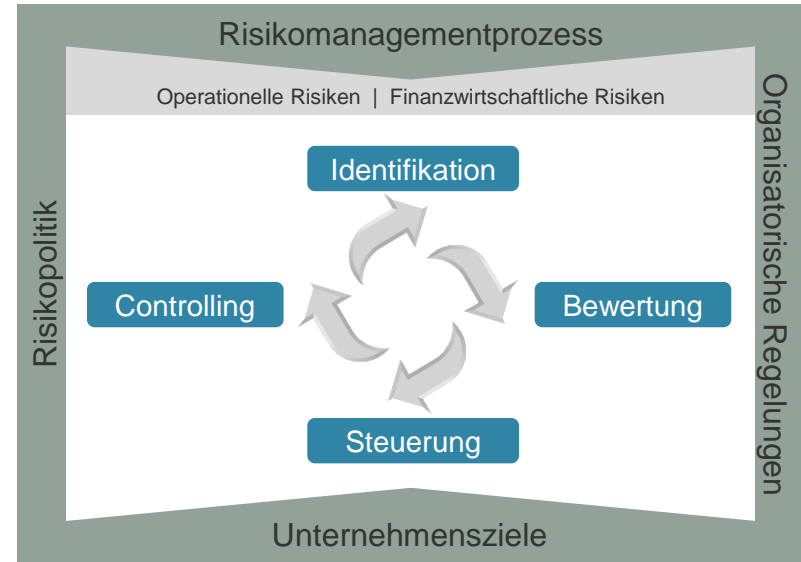 Risikomanagementprozess
Operationelle Risiken | Finanzwirtschaftliche Risiken
Identifikation
Risikopolitik
Controlling
Bewertung
Organisatorische Regelungen
Steuerung
Unternehmensziele